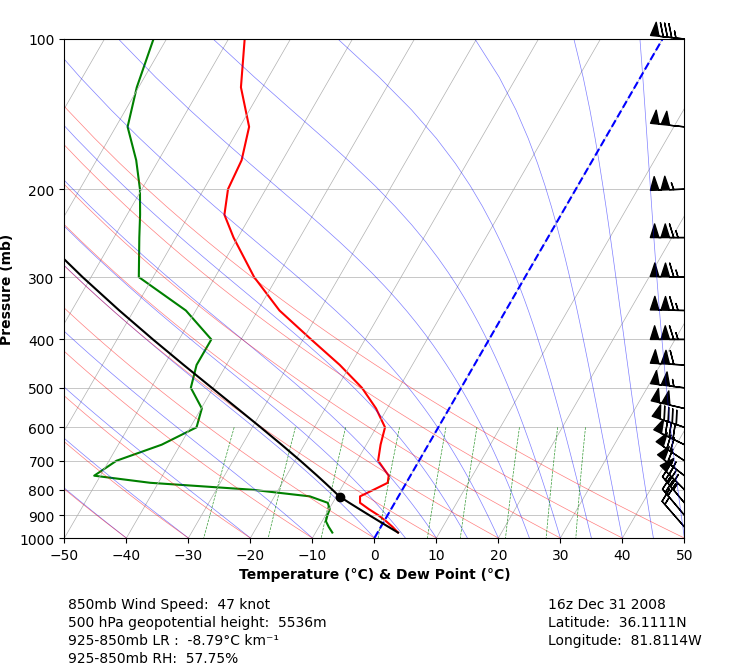 100
200
300
400
500
600
700
800
900
1000
Pressure (mb)
−50 −40 −30 −20 −10 0 10 20 30 40 50
Temperature (°C) & Dew Point (°C)
850mb Wind Speed:  47 knot
500 hPa geopotential height:  5536m
925-850mb LR :  -8.79°C km⁻¹
925-850mb RH:  57.75%
16z Dec 31 2008
Latitude:  36.1111N
Longitude:  81.8114W